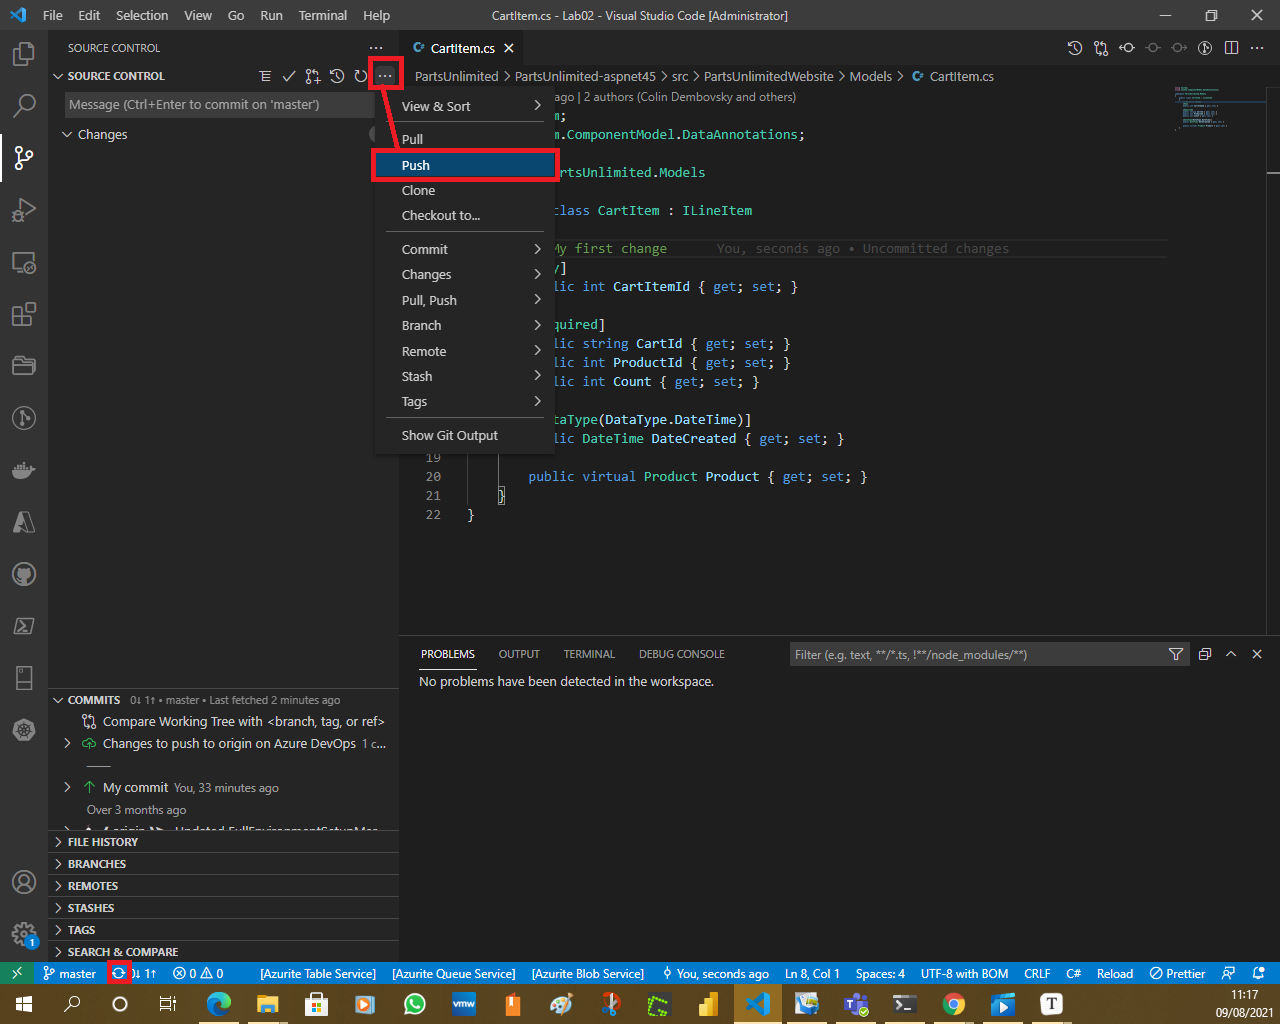 File Edit Selection View Go Run Terminal Help CartItem.cs - Lab02 - Visual Studio Code [Administrator]
SOURCE CONTROL
CartItem.cs
SOURCE CONTROL
PartsUnlimited > PartsUnlimited-aspnet45 > src > PartsUnlimitedWebsite > Models > CartItem.cs
Message (Ctrl+Enter to commit on 'master')
Changes
View & Sort
Pull
Push
Clone
Checkout to...
Commit
Changes
Pull, Push
Branch
Remote
Stash
Tags
Show Git Output
ago | 2 authors (Colin Dembovsky and others)
m;
m.ComponentModel.DataAnnotations;
rtsUnlimited.Models
class CartItem : ILineItem
My first change You, seconds ago • Uncommitted changes
y]
lic int CartItemId { get; set; }
quired]
lic string CartId { get; set; }
lic int ProductId { get; set; }
lic int Count { get; set; }
taType(DataType.DateTime)]
lic DateTime DateCreated { get; set; }
19
20 public virtual Product Product { get; set; }
21 }
22 }
PROBLEMS OUTPUT TERMINAL DEBUG CONSOLE
Filter (e.g. text, **/*.ts, !**/node_modules/**)
No problems have been detected in the workspace.
COMMITS 0↓ 1↑ • master • Last fetched 2 minutes ago
Compare Working Tree with <branch, tag, or ref>
Changes to push to origin on Azure DevOps 1 c...
My commit You, 33 minutes ago
Over 3 months ago
FILE HISTORY
BRANCHES
REMOTES
STASHES
TAGS
SEARCH & COMPARE
1
master 0↓ 1↑ 0 0 [Azurite Table Service] [Azurite Queue Service] [Azurite Blob Service] You, seconds ago Ln 8, Col 1 Spaces: 4 UTF-8 with BOM CRLF C# Reload Prettier
vmw
T
11:17
09/08/2021